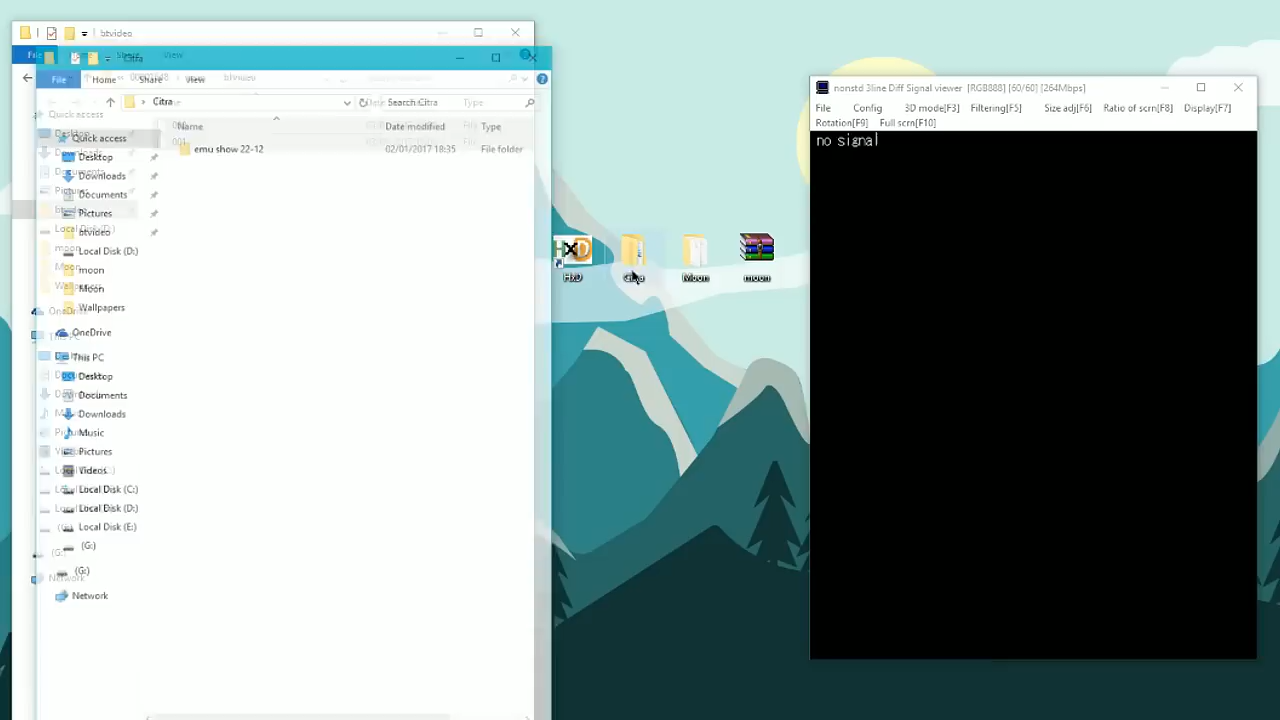 btvideo
Citra
File
Home
Share
View
Citra
Search Citra
Name
Date modified
Type
emu show 22-12
02/01/2017 18:35
File folder
Quick access
Desktop
Downloads
Documents
Pictures
btvideo
Local Disk (D:)
moon
Moon
Wallpapers
OneDrive
This PC
Desktop
Documents
Downloads
Music
Pictures
Videos
Local Disk (C:)
Local Disk (D:)
Local Disk (E:)
(G:)
(G:)
Network
HxD
HxD
Citra
Moon
moon
nonstd 3line Diff Signal viewer [RGB888] [60/60] [264Mbps]
File Config 3D mode[F3] Filtering[F5] Size adj[F6] Ratio of scrn[F8] Display[F7]
Rotation[F9] Full scrn[F10]
no signal